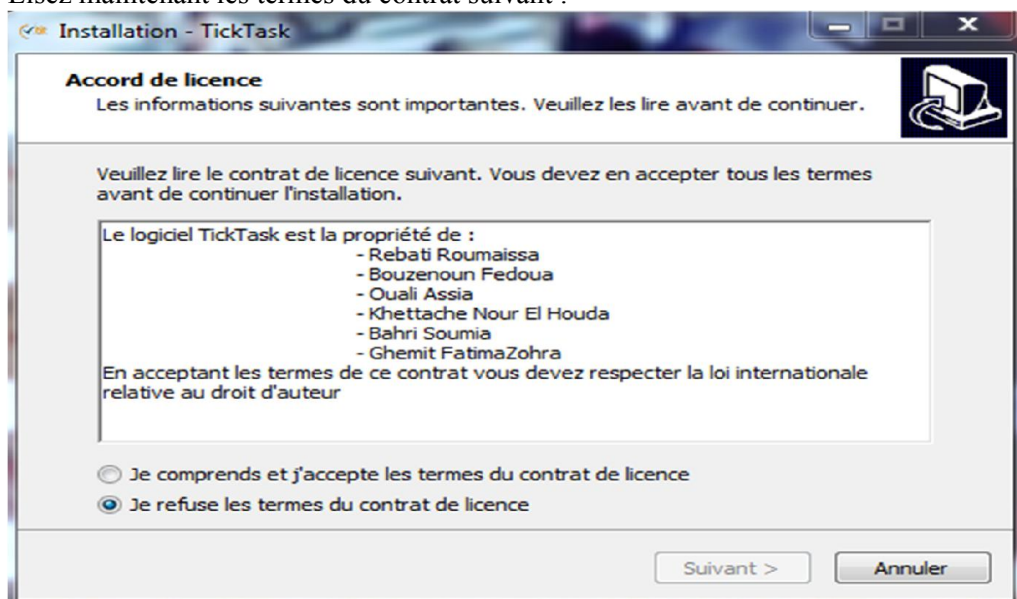 Lisez maintenant les termes du contrat suivant :
Installation - TickTask
Accord de licence
Les informations suivantes sont importantes. Veuillez les lire avant de continuer.
Veuillez lire le contrat de licence suivant. Vous devez en accepter tous les termes
avant de continuer l'installation.
Le logiciel TickTask est la propriété de :
- Rebati Roumaissa
- Bouzenoun Fedoua
- Ouali Assia
- Khettache Nour El Houda
- Bahri Soumia
- Ghemit FatimaZohra
En acceptant les termes de ce contrat vous devez respecter la loi internationale
relative au droit d'auteur
Je comprends et j'accepte les termes du contrat de licence
Je refuse les termes du contrat de licence
Suivant >
Annuler